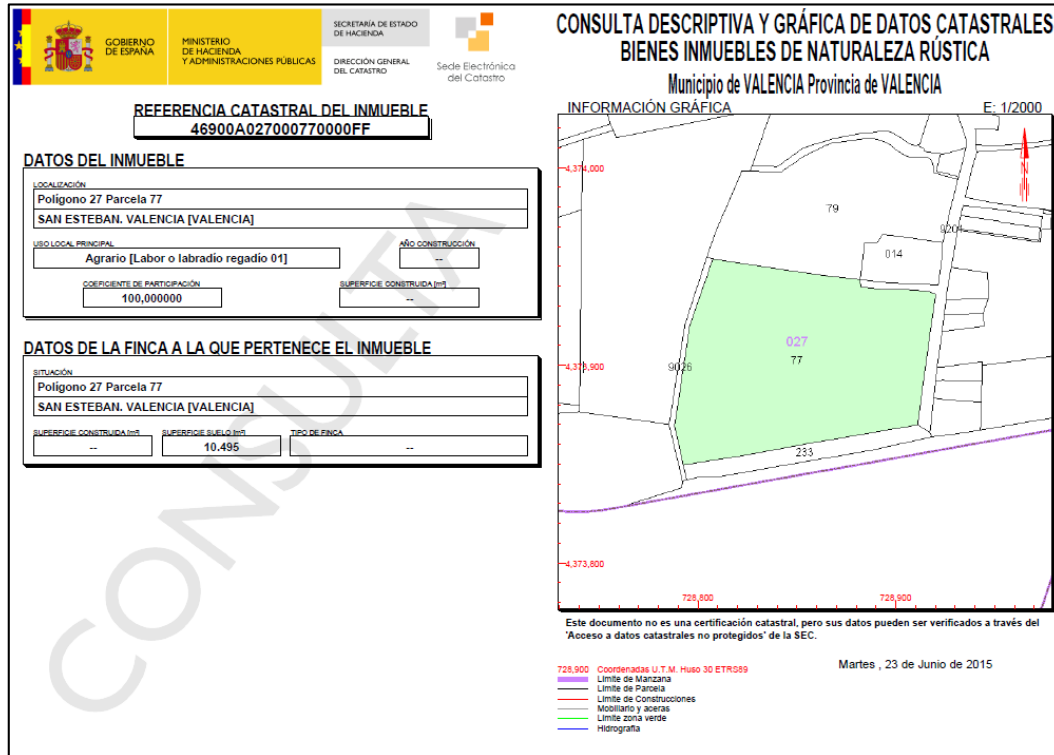 GOBIERNO
DE ESPAÑA
MINISTERIO
DE HACIENDA
Y ADMINISTRACIONES PÚBLICAS
SECRETARÍA DE ESTADO
DE HACIENDA
DIRECCIÓN GENERAL
DEL CATASTRO
Sede Electrónica
del Catastro
CONSULTA DESCRIPTIVA Y GRÁFICA DE DATOS CATASTRALES
BIENES INMUEBLES DE NATURALEZA RÚSTICA
Municipio de VALENCIA Provincia de VALENCIA
REFERENCIA CATASTRAL DEL INMUEBLE
46900A027000770000FF
DATOS DEL INMUEBLE
LOCALIZACIÓN
Polígono 27 Parcela 77
SAN ESTEBAN. VALENCIA [VALENCIA]
USO LOCAL PRINCIPAL
Agrario [Labor o labradío regadío 01]
AÑO CONSTRUCCIÓN
--
COEFICIENTE DE PARTICIPACIÓN
100,000000
SUPERFICIE CONSTRUIDA [m²]
--
DATOS DE LA FINCA A LA QUE PERTENECE EL INMUEBLE
SITUACIÓN
Polígono 27 Parcela 77
SAN ESTEBAN. VALENCIA [VALENCIA]
SUPERFICIE CONSTRUIDA [m²]
--
SUPERFICIE SUELO [m²]
10.495
TIPO DE FINCA
--
CONSULTA
INFORMACIÓN GRÁFICA
E: 1/2000
4,374,000
N
79
9204
014
027
77
4,373,900
9026
233
4,373,800
728,800
728,900
Este documento no es una certificación catastral, pero sus datos pueden ser verificados a través del
'Acceso a datos catastrales no protegidos' de la SEC.
728,900 Coordenadas U.T.M. Huso 30 ETRS89
Límite de Manzana
Límite de Parcela
Límite de Construcciones
Mobiliario y aceras
Límite zona verde
Hidrografía
Martes , 23 de Junio de 2015